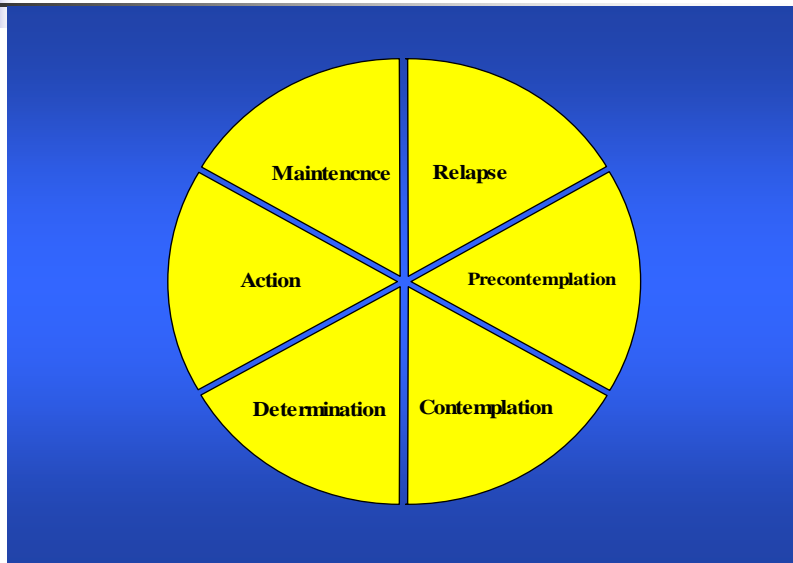 Maintencnce
Relapse
Action
Precontemplation
Determination
Contemplation